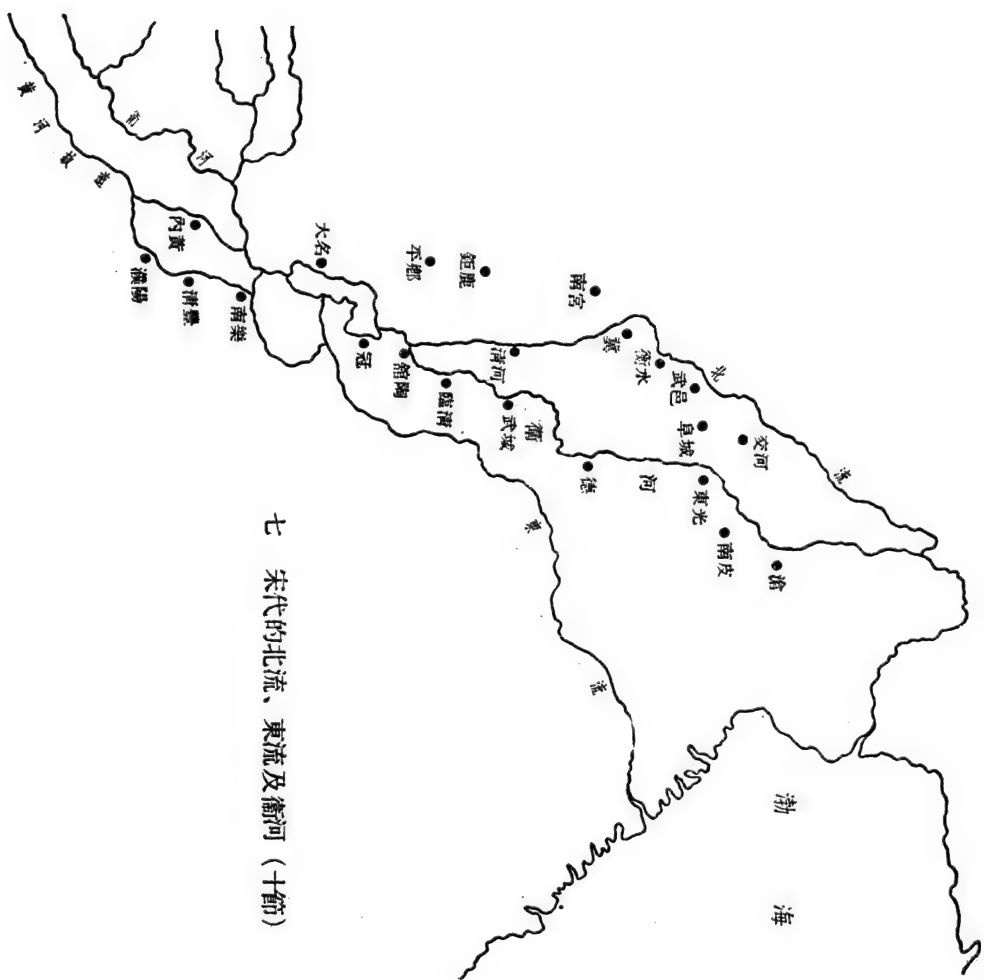 七　宋代的北流、東流及衞河（十節）
黃河故道
衞河
內黃
濮陽
清豐
南樂
大名
平鄉
鉅鹿
南宮
冠
館陶
臨清
清河
武城
衞河
德
冀
衡水
武邑
阜城
交河
東光
南皮
滄
北流
東流
渤海